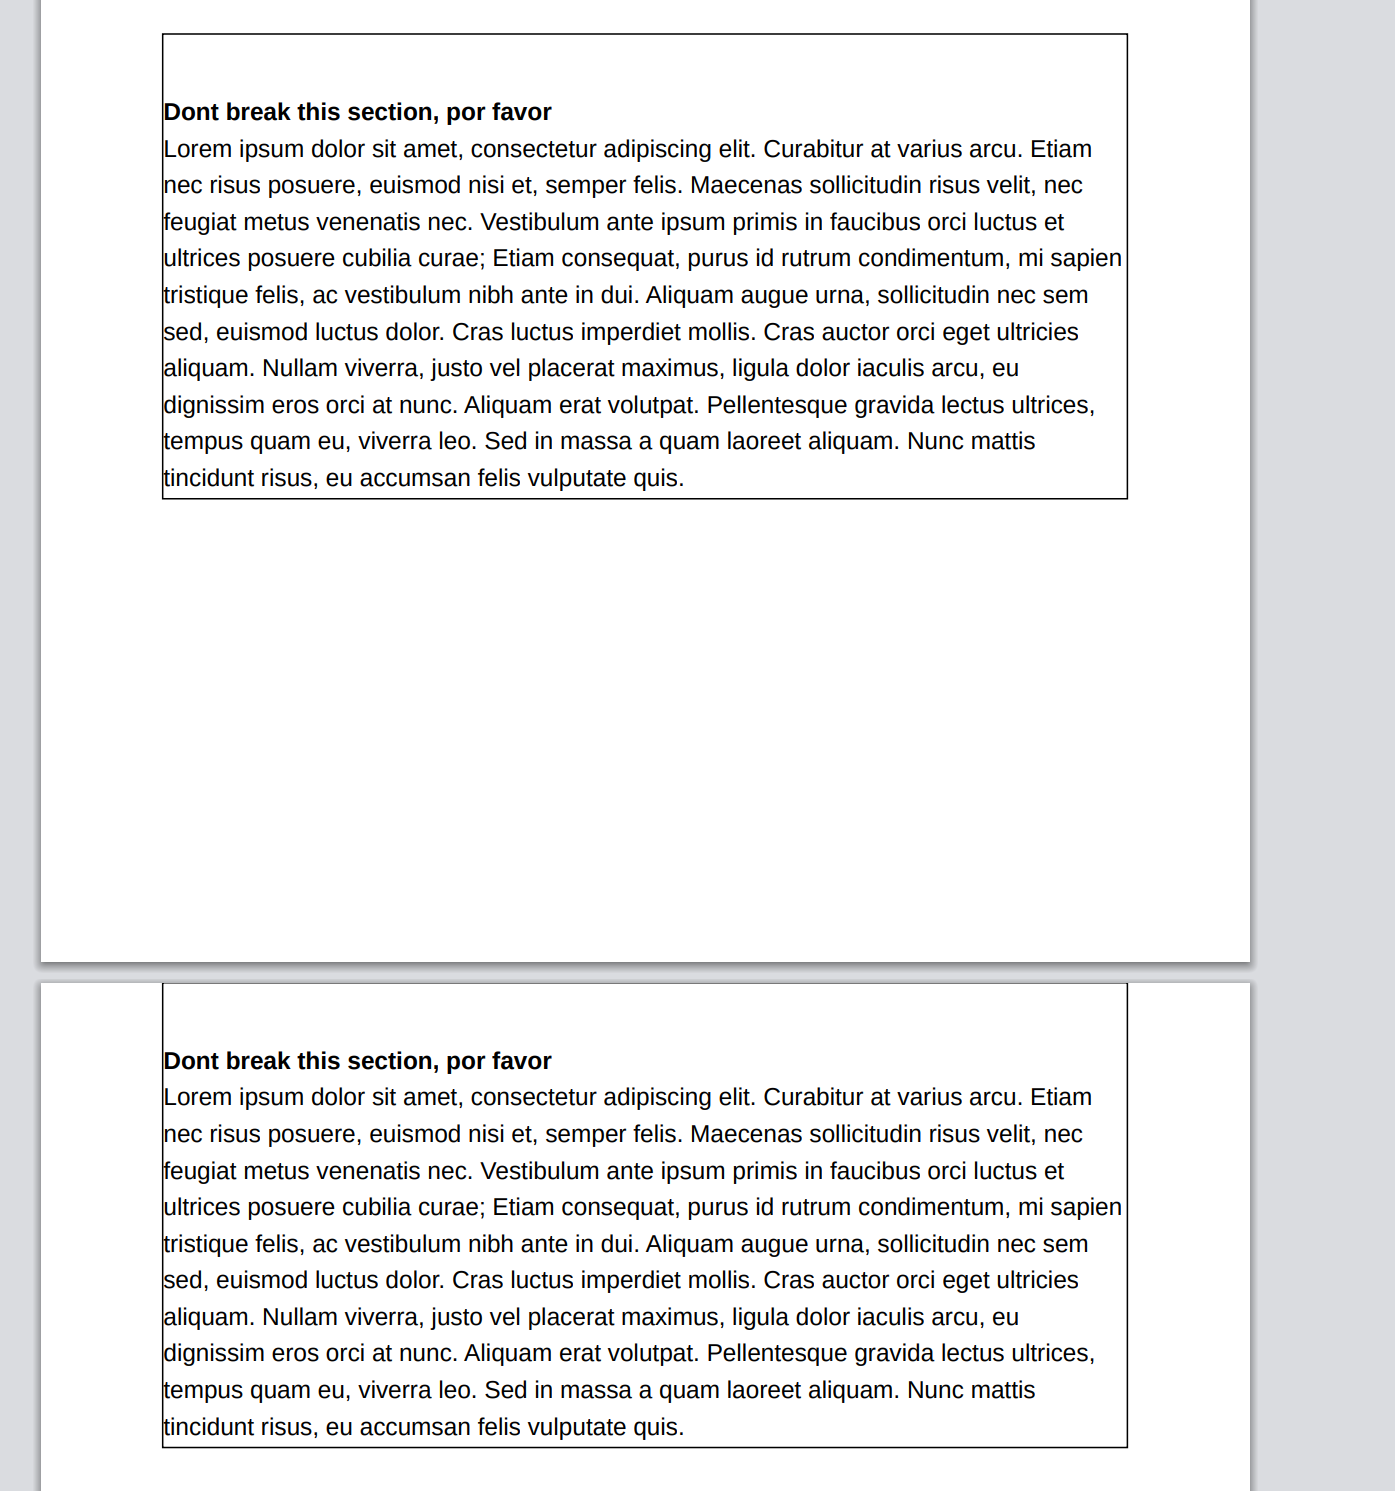 Dont break this section, por favor
Lorem ipsum dolor sit amet, consectetur adipiscing elit. Curabitur at varius arcu. Etiam
nec risus posuere, euismod nisi et, semper felis. Maecenas sollicitudin risus velit, nec
feugiat metus venenatis nec. Vestibulum ante ipsum primis in faucibus orci luctus et
ultrices posuere cubilia curae; Etiam consequat, purus id rutrum condimentum, mi sapien
tristique felis, ac vestibulum nibh ante in dui. Aliquam augue urna, sollicitudin nec sem
sed, euismod luctus dolor. Cras luctus imperdiet mollis. Cras auctor orci eget ultricies
aliquam. Nullam viverra, justo vel placerat maximus, ligula dolor iaculis arcu, eu
dignissim eros orci at nunc. Aliquam erat volutpat. Pellentesque gravida lectus ultrices,
tempus quam eu, viverra leo. Sed in massa a quam laoreet aliquam. Nunc mattis
tincidunt risus, eu accumsan felis vulputate quis.
Dont break this section, por favor
Lorem ipsum dolor sit amet, consectetur adipiscing elit. Curabitur at varius arcu. Etiam
nec risus posuere, euismod nisi et, semper felis. Maecenas sollicitudin risus velit, nec
feugiat metus venenatis nec. Vestibulum ante ipsum primis in faucibus orci luctus et
ultrices posuere cubilia curae; Etiam consequat, purus id rutrum condimentum, mi sapien
tristique felis, ac vestibulum nibh ante in dui. Aliquam augue urna, sollicitudin nec sem
sed, euismod luctus dolor. Cras luctus imperdiet mollis. Cras auctor orci eget ultricies
aliquam. Nullam viverra, justo vel placerat maximus, ligula dolor iaculis arcu, eu
dignissim eros orci at nunc. Aliquam erat volutpat. Pellentesque gravida lectus ultrices,
tempus quam eu, viverra leo. Sed in massa a quam laoreet aliquam. Nunc mattis
tincidunt risus, eu accumsan felis vulputate quis.